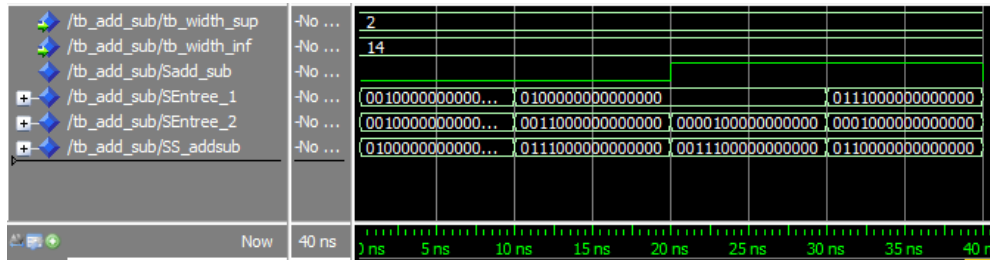 /tb_add_sub/tb_width_sup -No ... 2
/tb_add_sub/tb_width_inf -No ... 14
/tb_add_sub/Sadd_sub -No ...
/tb_add_sub/SEntree_1 -No ... 0010000000000... 0100000000000000 0111000000000000
/tb_add_sub/SEntree_2 -No ... 0010000000000... 0011000000000000 0000100000000000 0001000000000000
/tb_add_sub/SS_addsub -No ... 0100000000000... 0111000000000000 0011100000000000 0110000000000000
Now 40 ns
0 ns 5 ns 10 ns 15 ns 20 ns 25 ns 30 ns 35 ns 40 n